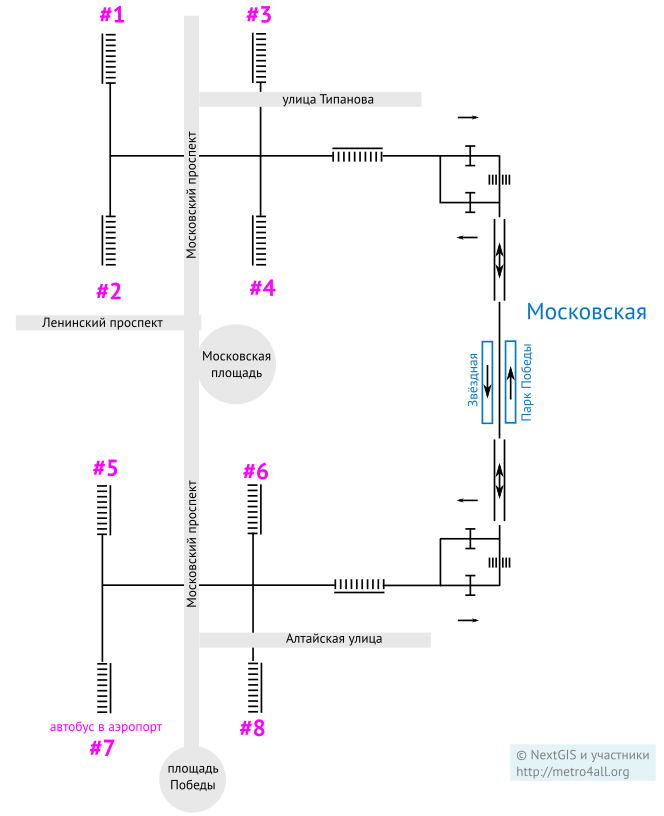 #1
#3
улица Типанова
Московский проспект
#2
#4
Ленинский проспект
Московская
площадь
Московская
Звёздная
Парк Победы
#5
#6
Московский проспект
Алтайская улица
автобус в аэропорт
#7
#8
площадь
Победы
© NextGIS и участники
http://metro4all.org